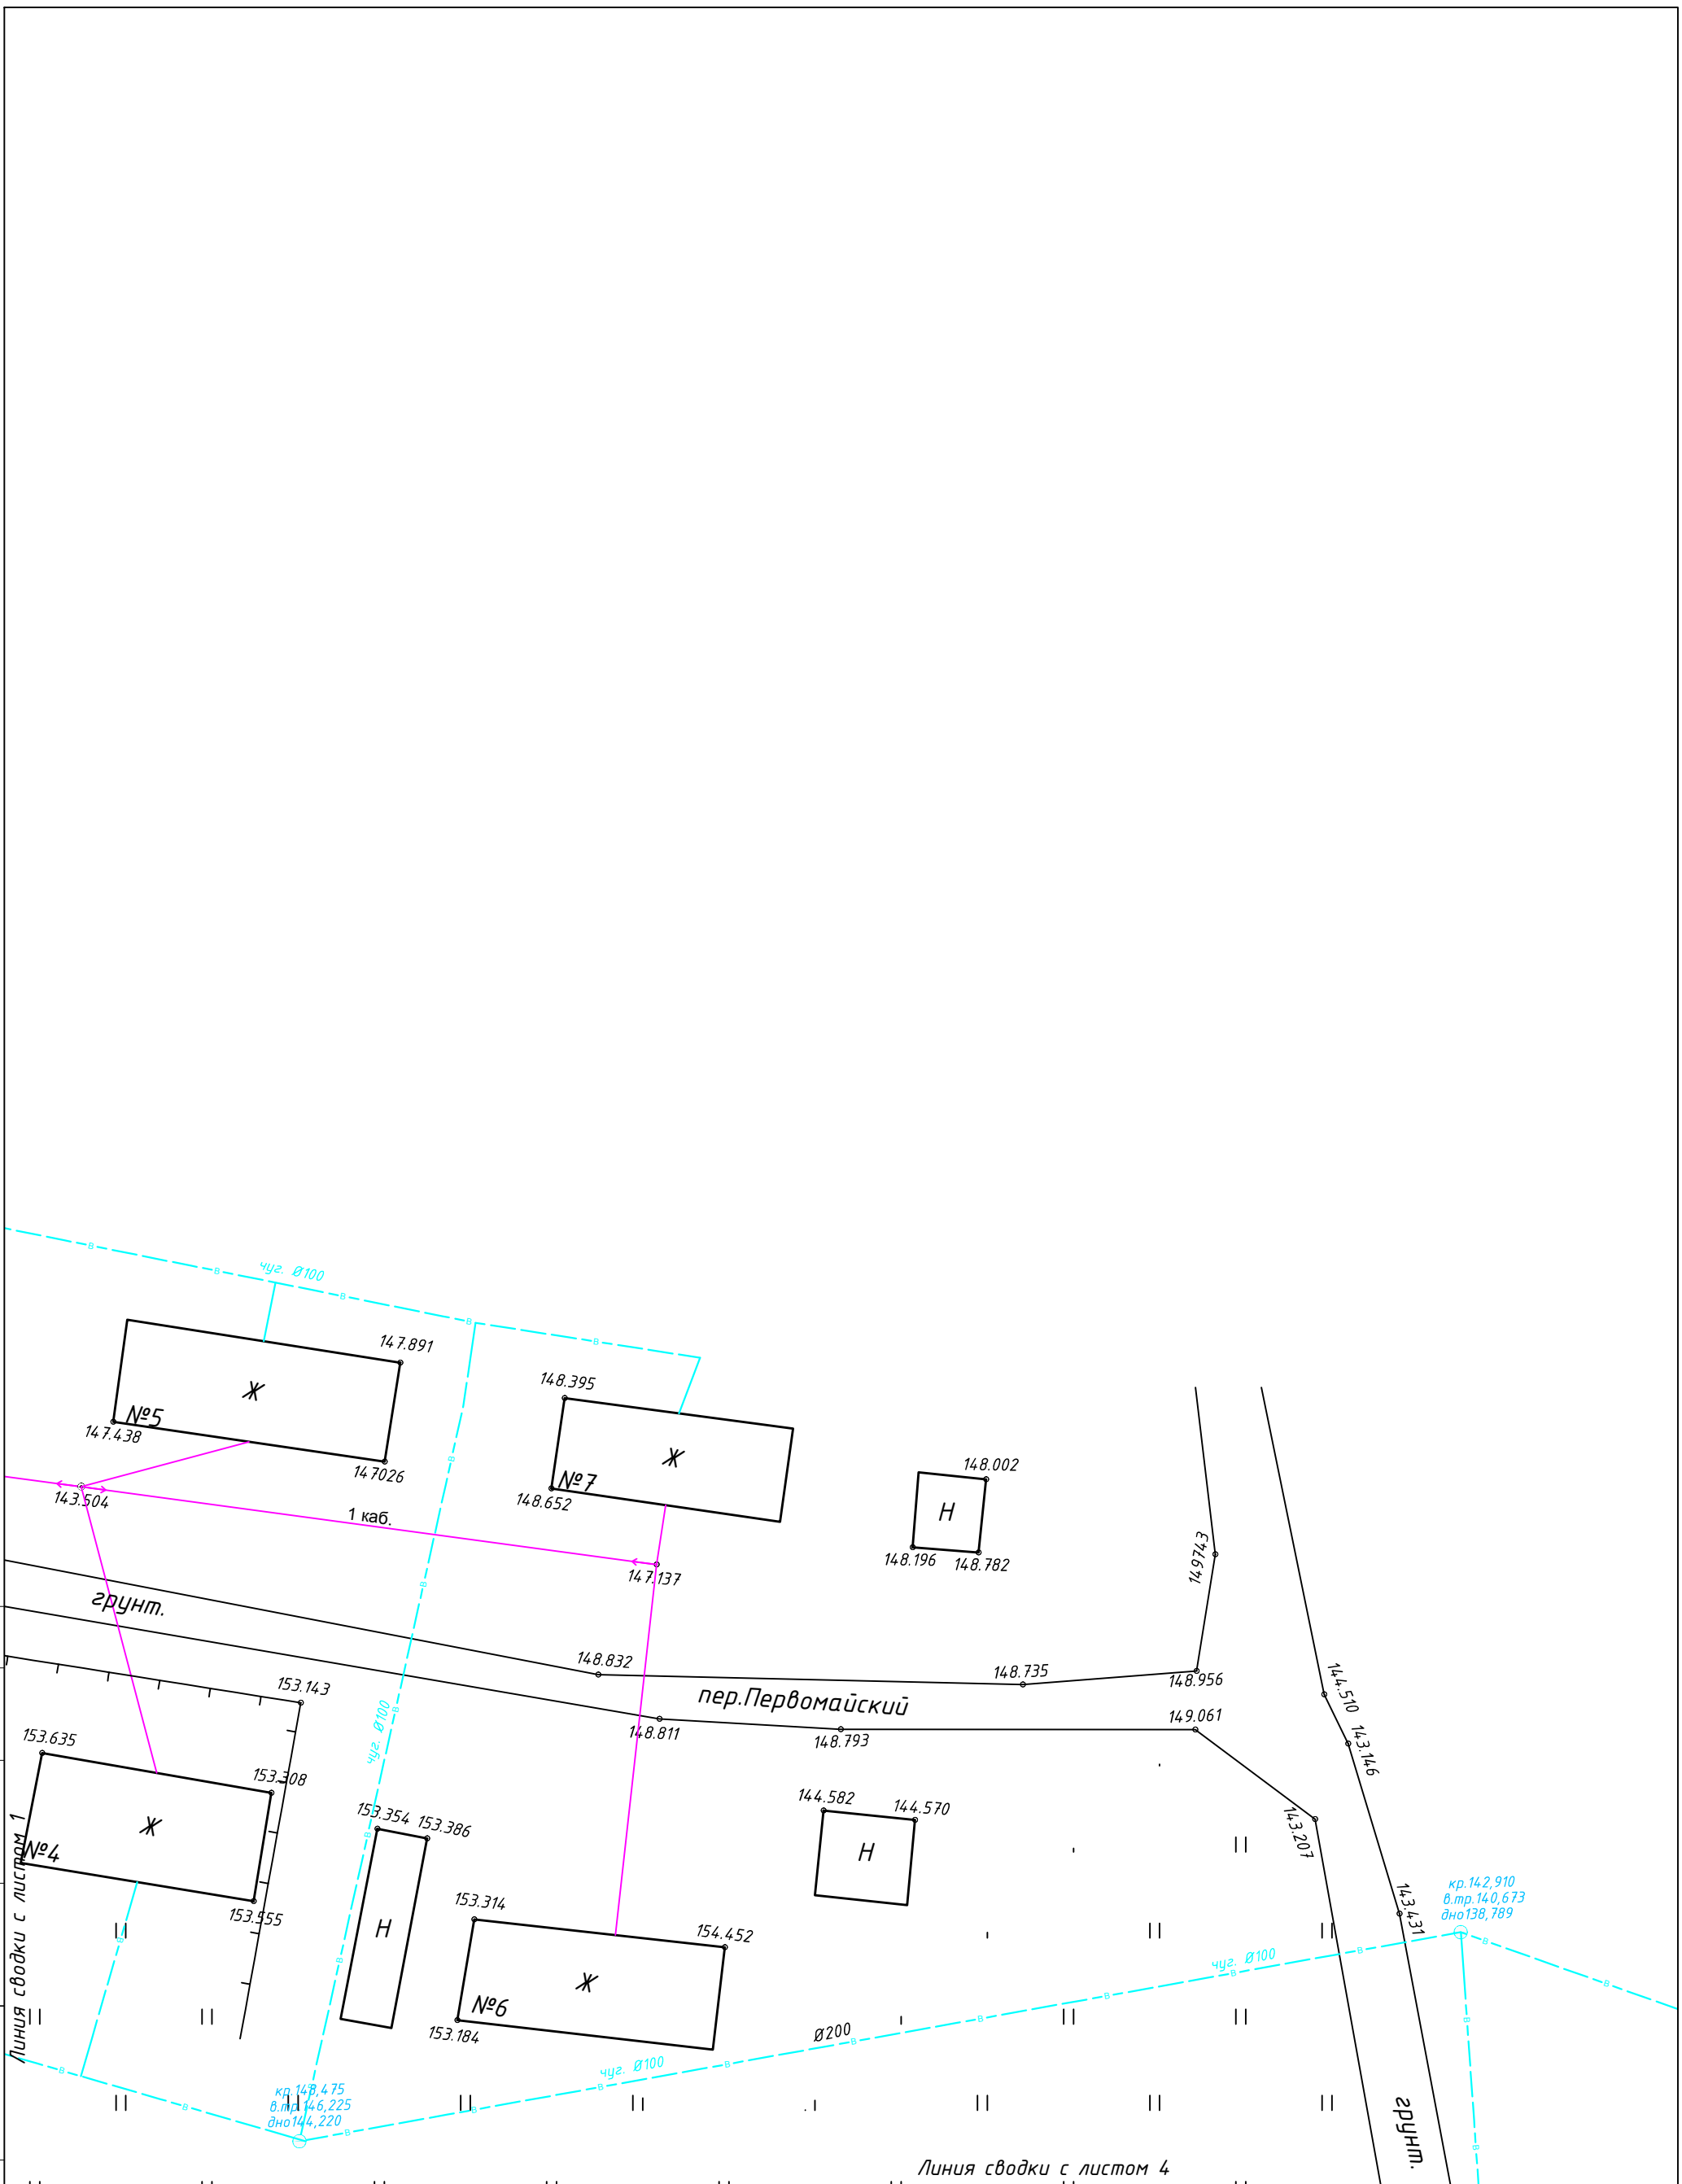 чуг. Ø100
147.891
148.395
Ж
№5
147.438
147026
Ж
№7
148.652
148.002
Н
148.196
148.782
143.504
1 каб.
147.137
149743
грунт.
148.832
148.735
148.956
пер.Первомайский
153.143
чуг. Ø100
148.811
148.793
149.061
144.510
143.146
153.635
153.308
Ж
№4
153.555
153.354
153.386
Н
144.582
144.570
Н
143.207
143.431
153.314
154.452
Ж
№6
153.184
кр.142,910
в.тр.140,673
дно138,789
чуг. Ø100
Ø200
чуг. Ø100
кр.148,475
в.тр.146,225
дно144,220
грунт.
Линия сводки с листом 1
Линия сводки с листом 4
в в в в в в в в в в в в в в в в в в в в в в в в в в в